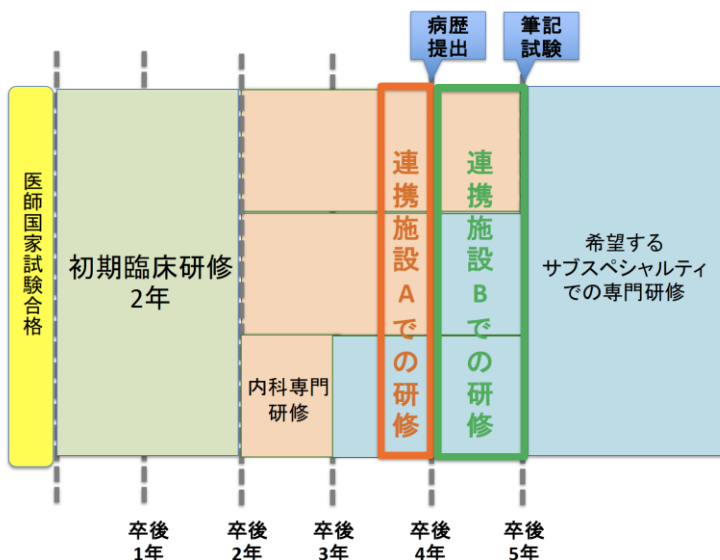 病歴
提出
筆記
試験
医師国家試験合格
初期臨床研修
2年
内科専門
研修
連携施設Aでの研修
連携施設Bでの研修
希望する
サブスペシャルティ
での専門研修
卒後
1年
卒後
2年
卒後
3年
卒後
4年
卒後
5年